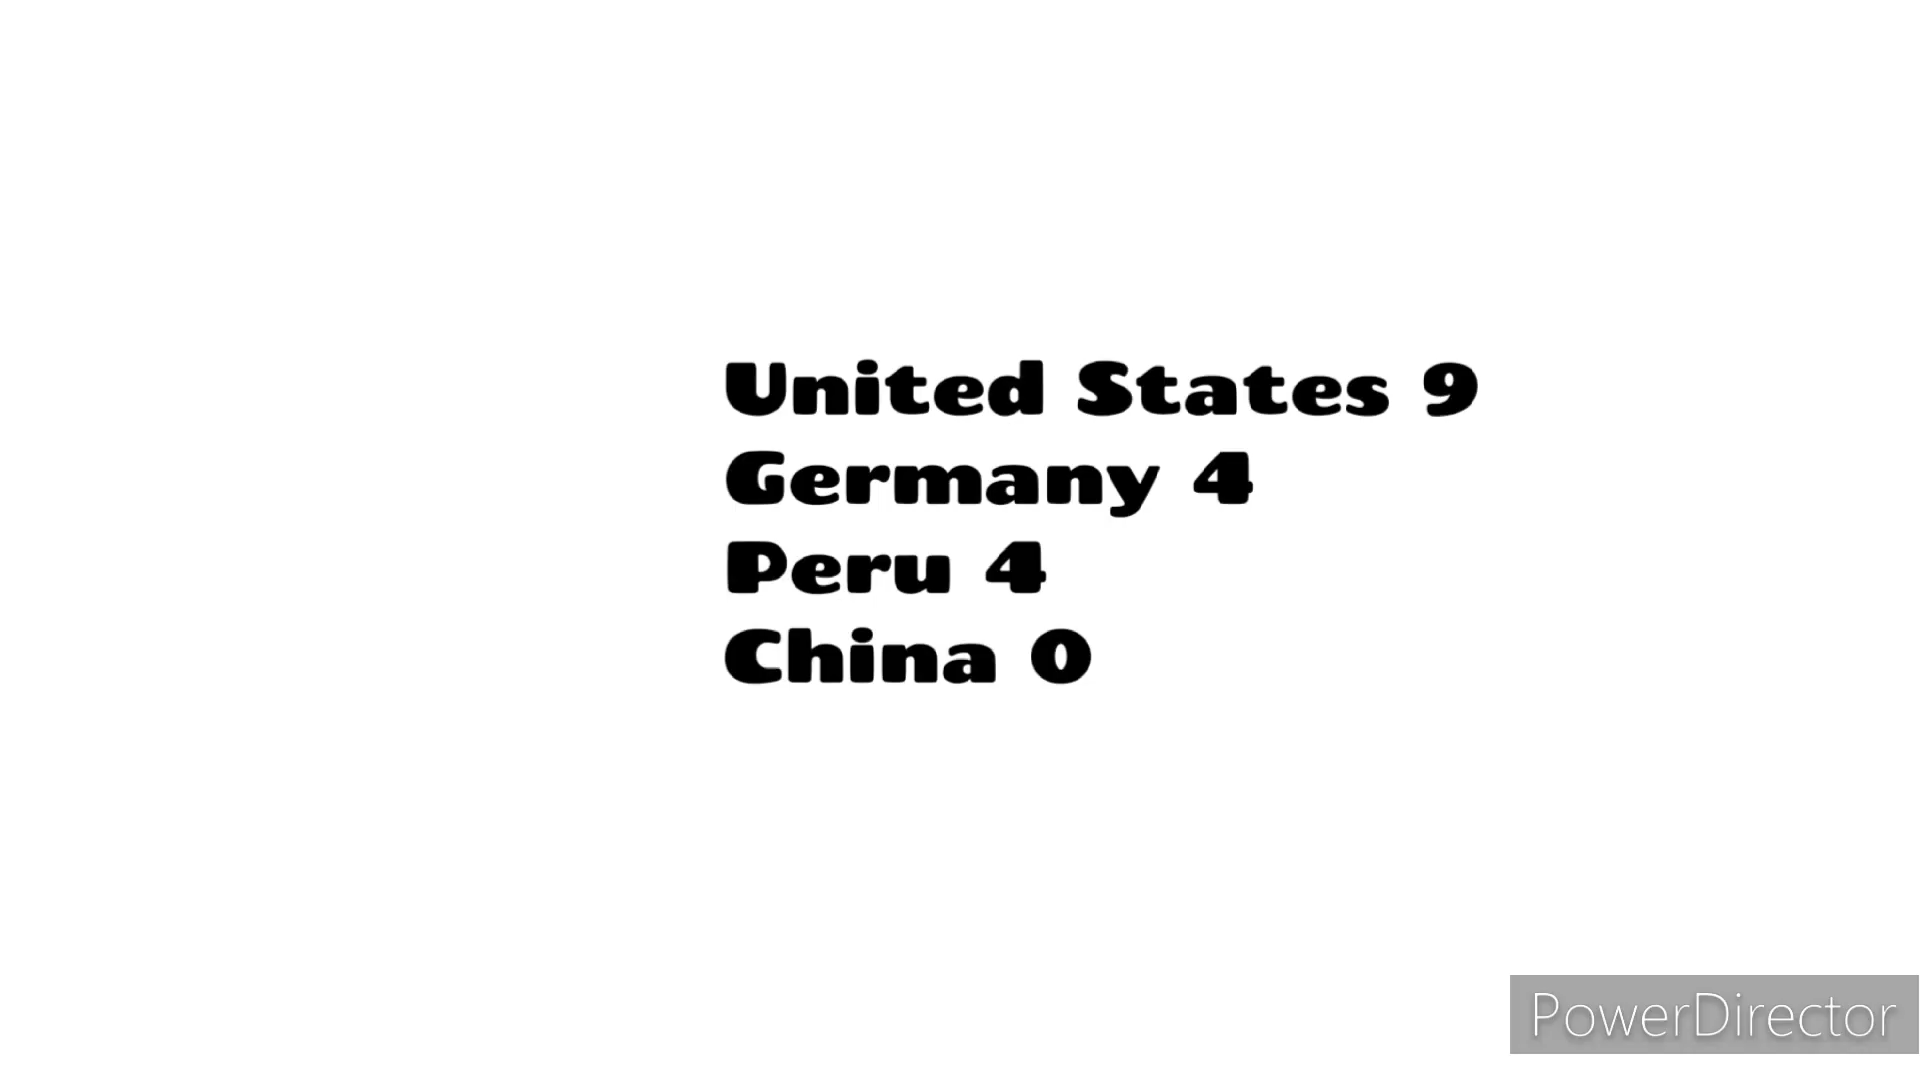 United States 9
Germany 4
Peru 4
China 0
PowerDirector